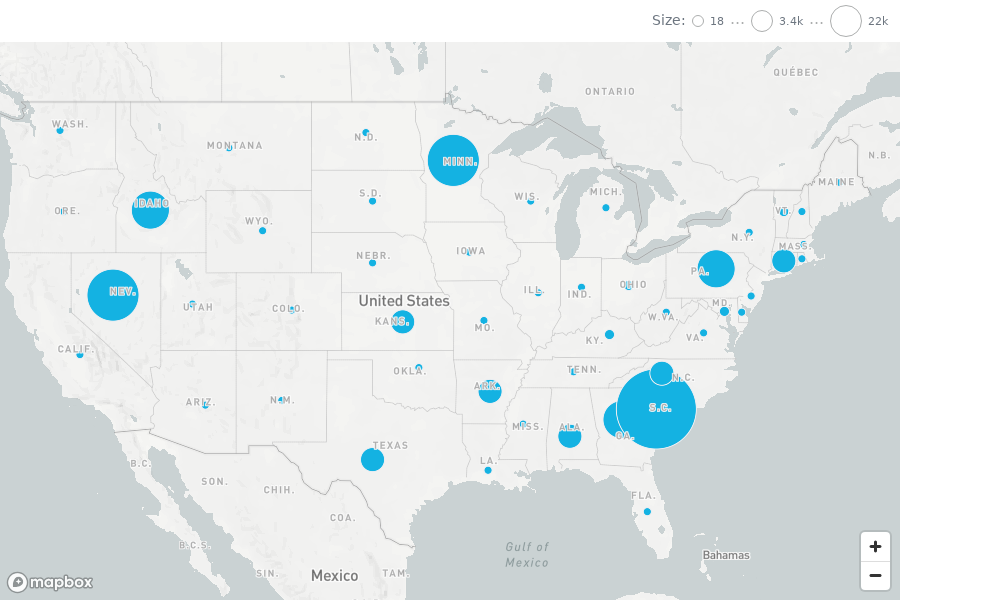 Size: 18 ... 3.4k ... 22k
QUÉBEC
ONTARIO
WASH.
N.D.
MONTANA
MINN.
N.B.
MAINE
MICH.
S.D.
WIS.
IDAHO
ORE.
VT.
WYO.
N.Y.
MASS.
NEBR.
IOWA
PA.
OHIO
NEV.
ILL.
IND.
United States
UTAH
COLO.
MD.
W.VA.
KANS.
MO.
VA.
KY.
CALIF.
OKLA.
TENN.
N.C.
ARK.
ARIZ.
N.M.
S.C.
MISS.
ALA.
GA.
TEXAS
B.C.
LA.
SON.
CHIH.
FLA.
COA.
B.C.S.
Gulf of
Mexico
Bahamas
SIN.
Mexico
TAM.
mapbox
+
−